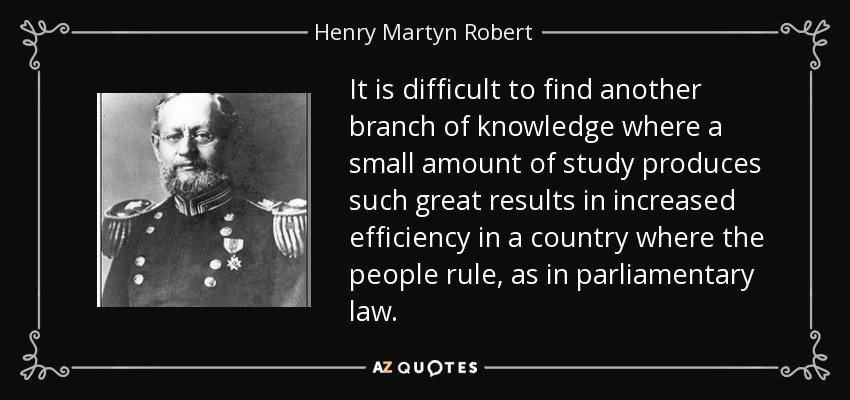 Henry Martyn Robert
It is difficult to find another
branch of knowledge where a
small amount of study produces
such great results in increased
efficiency in a country where the
people rule, as in parliamentary
law.
AZ QUOTES